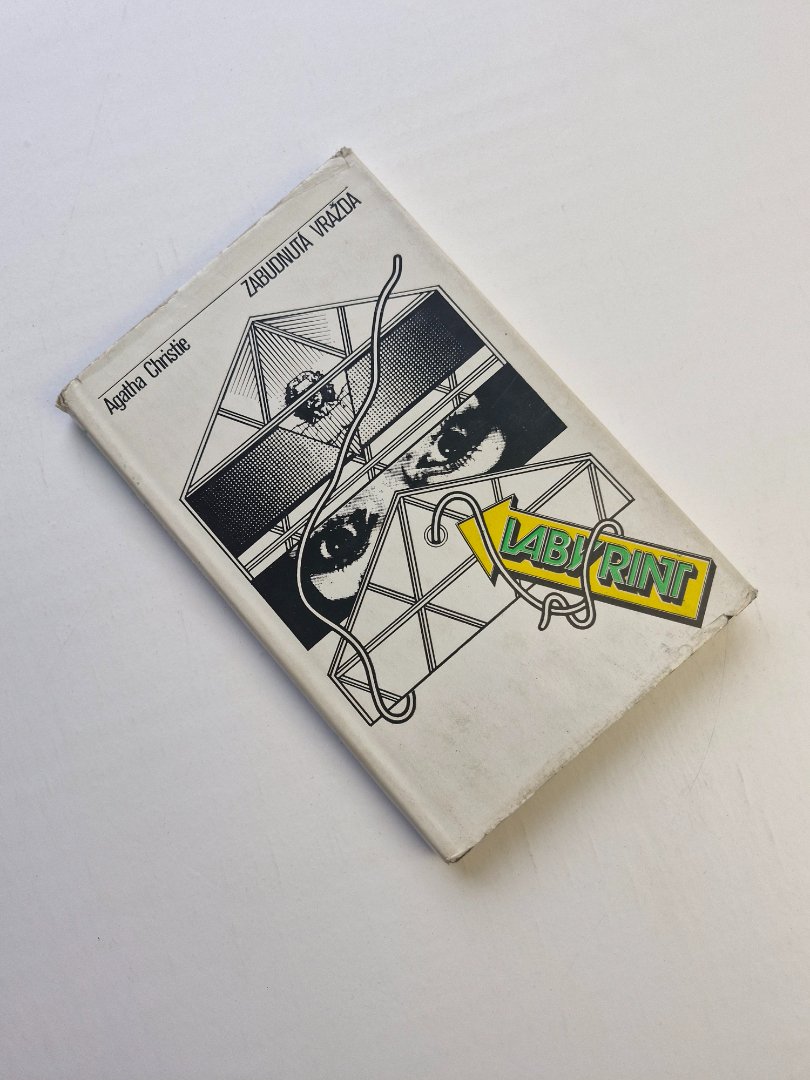 Agatha Christie
ZABUDNUTÁ VRAŽDA
LABYRINT